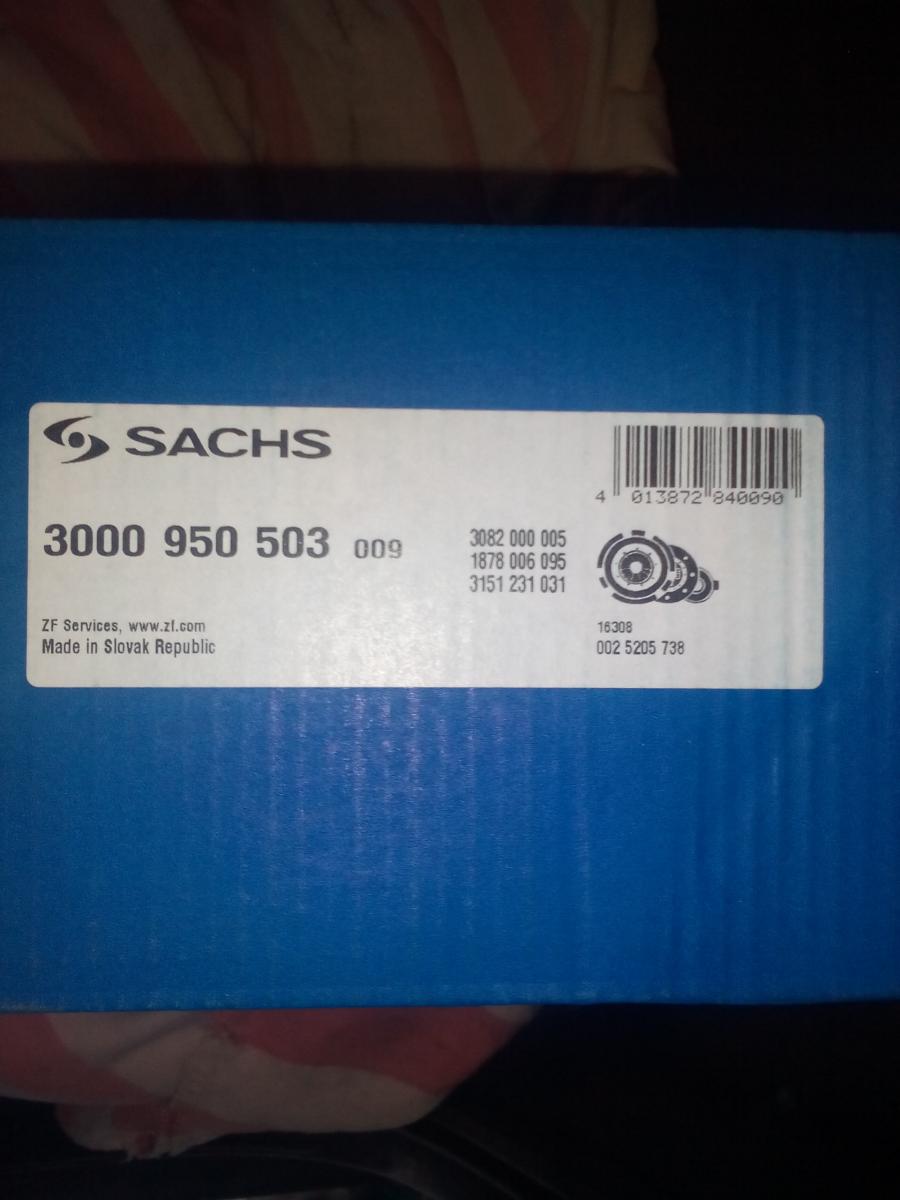 SACHS
4 013872 840090
3000 950 503 009
3082 000 005
1878 006 095
3151 231 031
ZF Services, www.zf.com
Made in Slovak Republic
16308
002 5205 738